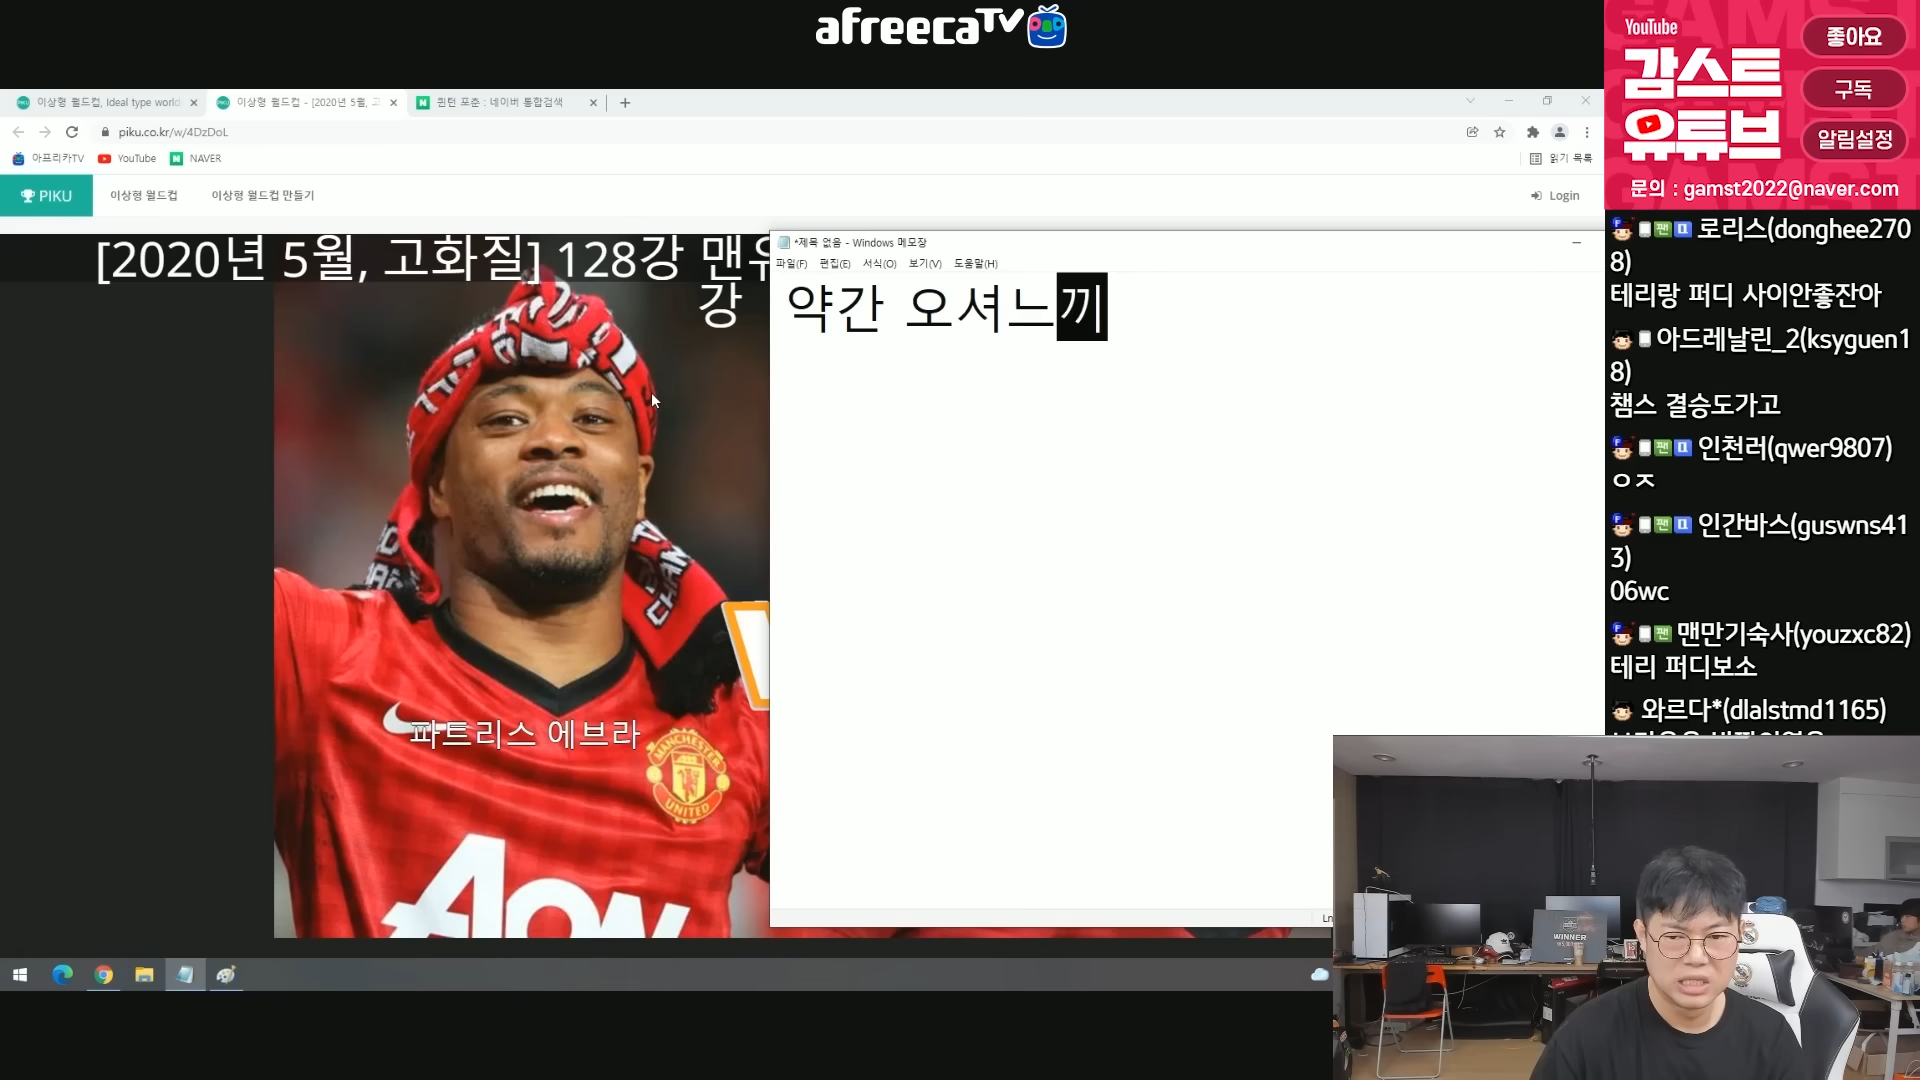 afreecaTV
이상형 월드컵, Ideal type world
이상형 월드컵 - [2020년 5월, 고
퀸턴 포춘 : 네이버 통합검색
piku.co.kr/w/4DzDoL
아프리카TV
YouTube
NAVER
읽기 목록
PIKU
이상형 월드컵
이상형 월드컵 만들기
Login
[2020년 5월, 고화질] 128강 맨유
강
*제목 없음 - Windows 메모장
파일(F) 편집(E) 서식(O) 보기(V) 도움말(H)
약간 오셔느끼
파트리스 에브라
MANCHESTER
UNITED
AON
Ln
YouTube
감스트
유튜브
좋아요
구독
알림설정
문의 : gamst2022@naver.com
로리스(donghee270
8)
테리랑 퍼디 사이안좋잔아
아드레날린_2(ksyguen1
8)
챔스 결승도가고
인천러(qwer9807)
ㅇㅈ
인간바스(guswns41
3)
06wc
맨만기숙사(youzxc82)
테리 퍼디보소
와르다*(dlalstmd1165)
WINNER